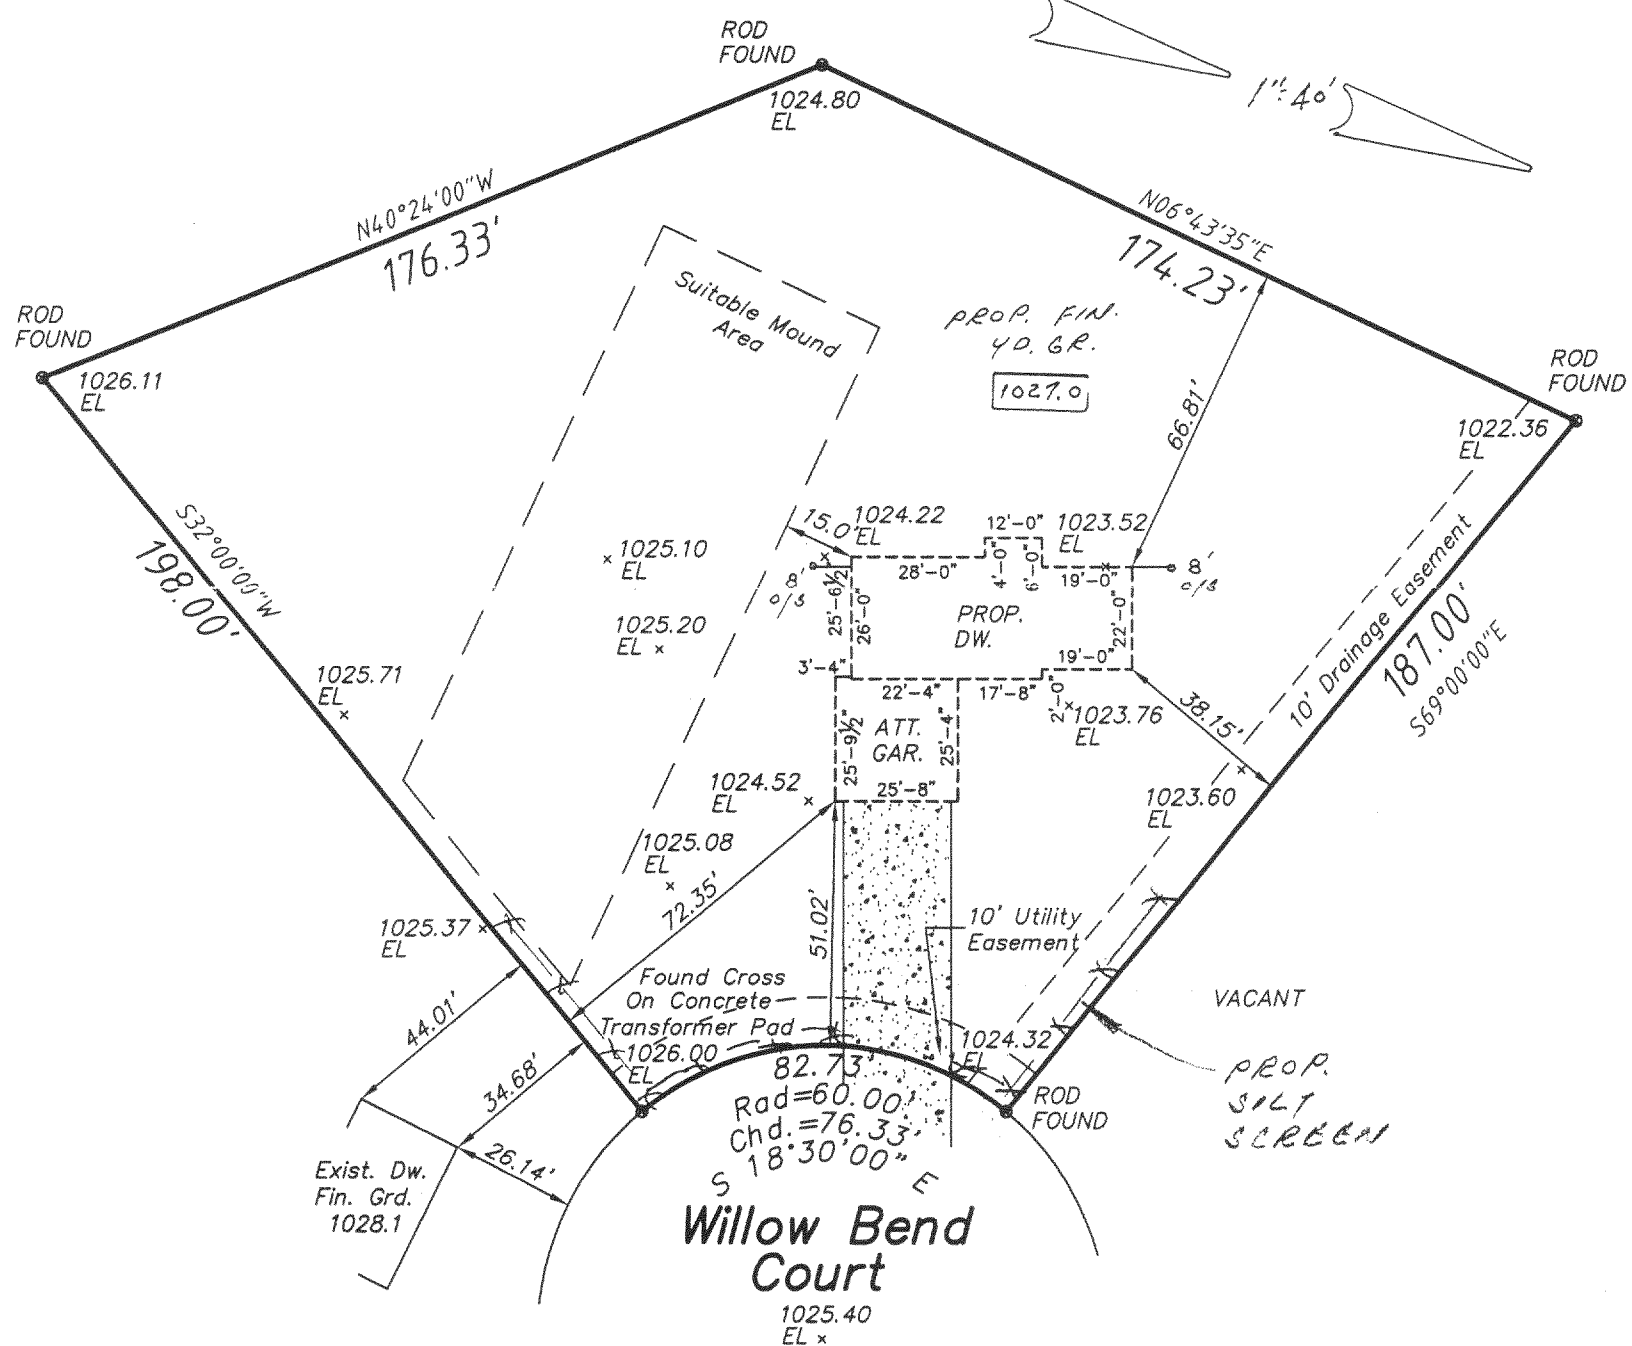 ROD
FOUND
1"=40'
1024.80
EL
N40°24'00"W
176.33'
N06°43'35"E
174.23'
Suitable Mound
Area
PROP. FIN.
YD. GR.
1027.0
ROD
FOUND
1026.11
EL
ROD
FOUND
1022.36
EL
66.81'
S32°00'00"W
198.00'
15.0'
1024.22
EL
12'-0"
1023.52
EL
1025.10
EL
8'
o/s
28'-0"
4'-0"
6'-0"
19'-0"
8'
o/s
25'-6½"
26'-0"
PROP.
DW.
22'-0"
1025.20
EL
3'-4"
19'-0"
22'-4"
17'-8"
2'-0"
1023.76
EL
38.15'
10' Drainage Easement
187.00'
S69°00'00"E
1025.71
EL
25'-9½"
ATT.
GAR.
25'-4"
25'-8"
1024.52
EL
1023.60
EL
1025.08
EL
72.35'
51.02'
10' Utility
Easement
1025.37
EL
Found Cross
On Concrete
Transformer Pad
44.01'
34.68'
26.14'
1026.00
EL
1024.32
EL
VACANT
PROP.
SILT
SCREEN
ROD
FOUND
82.73'
Rad=60.00'
Chd.=76.33'
S 18°30'00" E
Exist. Dw.
Fin. Grd.
1028.1
Willow Bend
Court
1025.40
EL